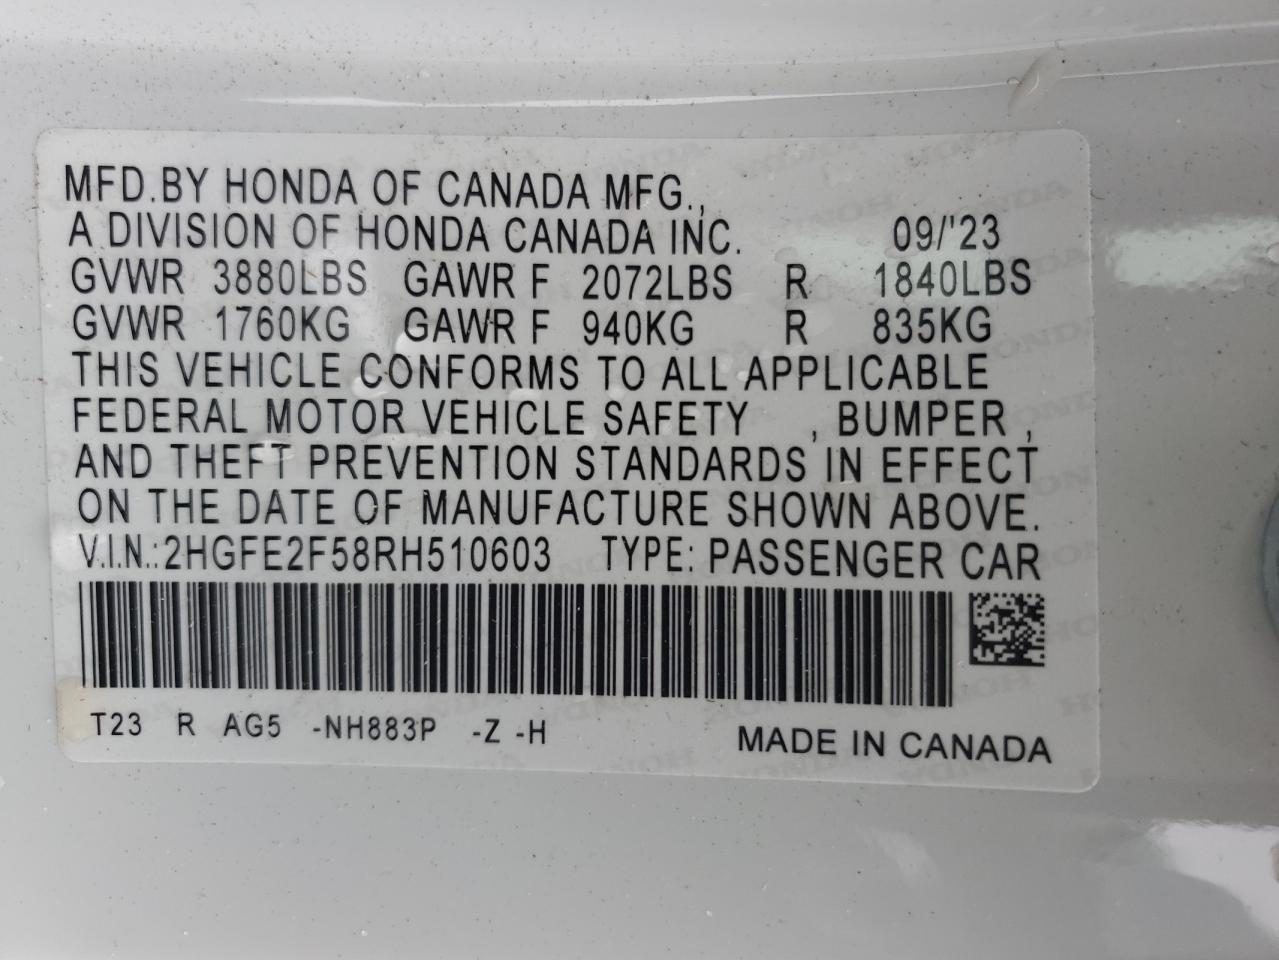 MFD.BY HONDA OF CANADA MFG.,
A DIVISION OF HONDA CANADA INC. 09/'23
GVWR 3880LBS GAWR F 2072LBS R 1840LBS
GVWR 1760KG GAWR F 940KG R 835KG
THIS VEHICLE CONFORMS TO ALL APPLICABLE
FEDERAL MOTOR VEHICLE SAFETY , BUMPER ,
AND THEFT PREVENTION STANDARDS IN EFFECT
ON THE DATE OF MANUFACTURE SHOWN ABOVE.
V.I.N.:2HGFE2F58RH510603 TYPE: PASSENGER CAR
T23 R AG5 -NH883P -Z -H
MADE IN CANADA